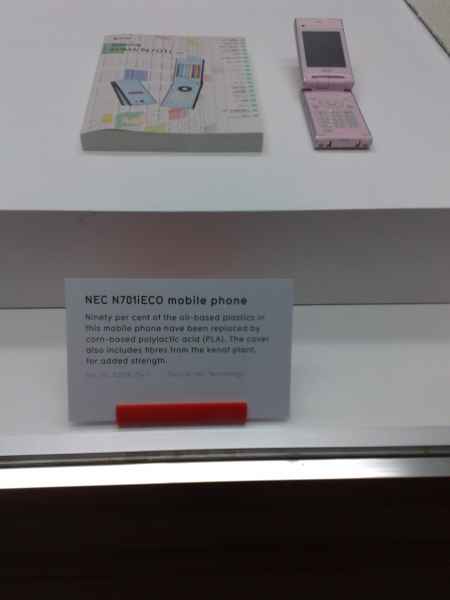 NEC N701iECO mobile phone
Ninety per cent of the oil-based plastics in
this mobile phone have been replaced by
corn-based polylactic acid (PLA). The cover
also includes fibres from the kenaf plant,
for added strength.